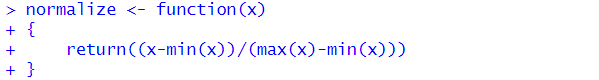 > normalize <- function(x)
+ {
+     return((x-min(x))/(max(x)-min(x)))
+ }